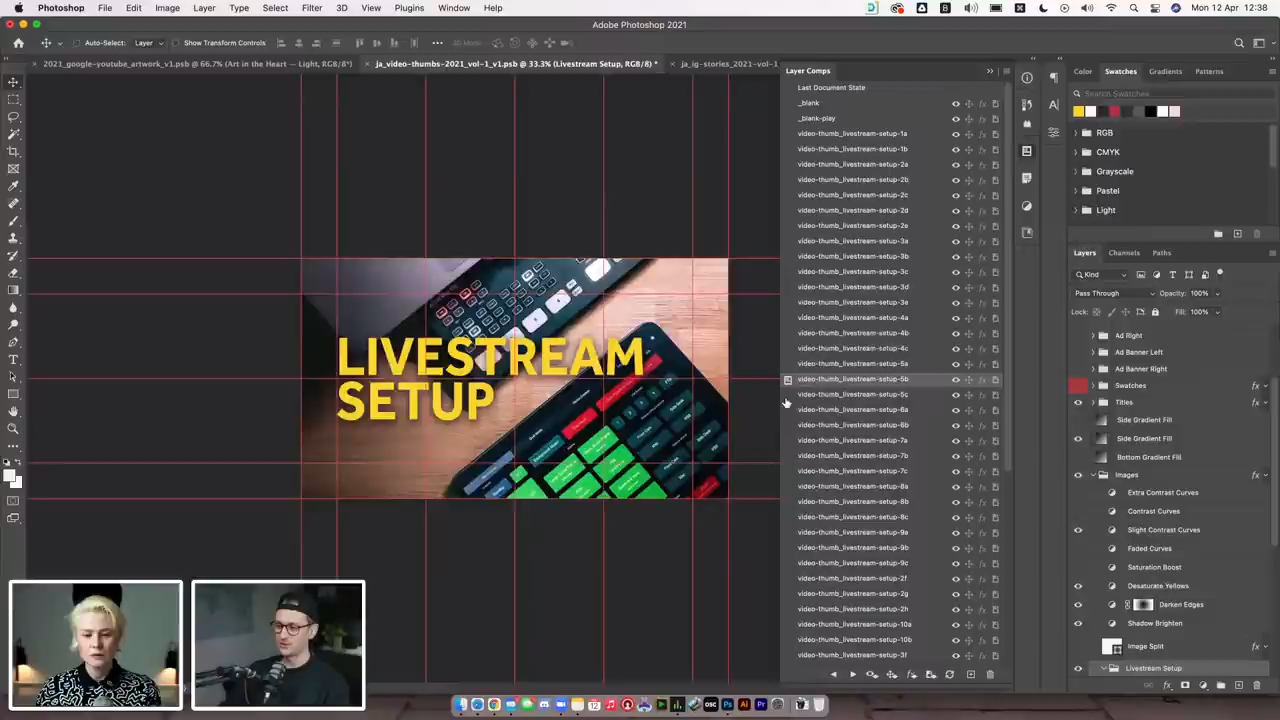 Photoshop File Edit Image Layer Type Select Filter 3D View Plugins Window Help
Mon 12 Apr 12:38
Adobe Photoshop 2021
Auto-Select: Layer Show Transform Controls
3D Mode:
2021_google-youtube_artwork_v1.psb @ 66.7% (Art in the Heart — Light, RGB/8*)
ja_video-thumbs-2021_vol-1_v1.psb @ 33.3% (Livestream Setup, RGB/8) *
ja_ig-stories_2021-vol-1
Layer Comps
Last Document State
_blank
_blank-play
video-thumb_livestream-setup-1a
video-thumb_livestream-setup-1b
video-thumb_livestream-setup-2a
video-thumb_livestream-setup-2b
video-thumb_livestream-setup-2c
video-thumb_livestream-setup-2d
video-thumb_livestream-setup-2e
video-thumb_livestream-setup-3a
video-thumb_livestream-setup-3b
video-thumb_livestream-setup-3c
video-thumb_livestream-setup-3d
video-thumb_livestream-setup-3e
video-thumb_livestream-setup-4a
video-thumb_livestream-setup-4b
video-thumb_livestream-setup-4c
video-thumb_livestream-setup-5a
video-thumb_livestream-setup-5b
video-thumb_livestream-setup-5c
video-thumb_livestream-setup-6a
video-thumb_livestream-setup-6b
video-thumb_livestream-setup-7a
video-thumb_livestream-setup-7b
video-thumb_livestream-setup-7c
video-thumb_livestream-setup-8a
video-thumb_livestream-setup-8b
video-thumb_livestream-setup-8c
video-thumb_livestream-setup-9a
video-thumb_livestream-setup-9b
video-thumb_livestream-setup-9c
video-thumb_livestream-setup-2f
video-thumb_livestream-setup-2g
video-thumb_livestream-setup-2h
video-thumb_livestream-setup-10a
video-thumb_livestream-setup-10b
video-thumb_livestream-setup-3f
LIVESTREAM
SETUP
Color Swatches Gradients Patterns
Search Swatches
RGB
CMYK
Grayscale
Pastel
Light
Layers Channels Paths
Kind
Pass Through Opacity: 100%
Lock: Fill: 100%
Ad Right
Ad Banner Left
Ad Banner Right
Swatches
Titles
Side Gradient Fill
Side Gradient Fill
Bottom Gradient Fill
Images
Extra Contrast Curves
Contrast Curves
Slight Contrast Curves
Faded Curves
Saturation Boost
Desaturate Yellows
Darken Edges
Shadow Brighten
Image Split
Livestream Setup